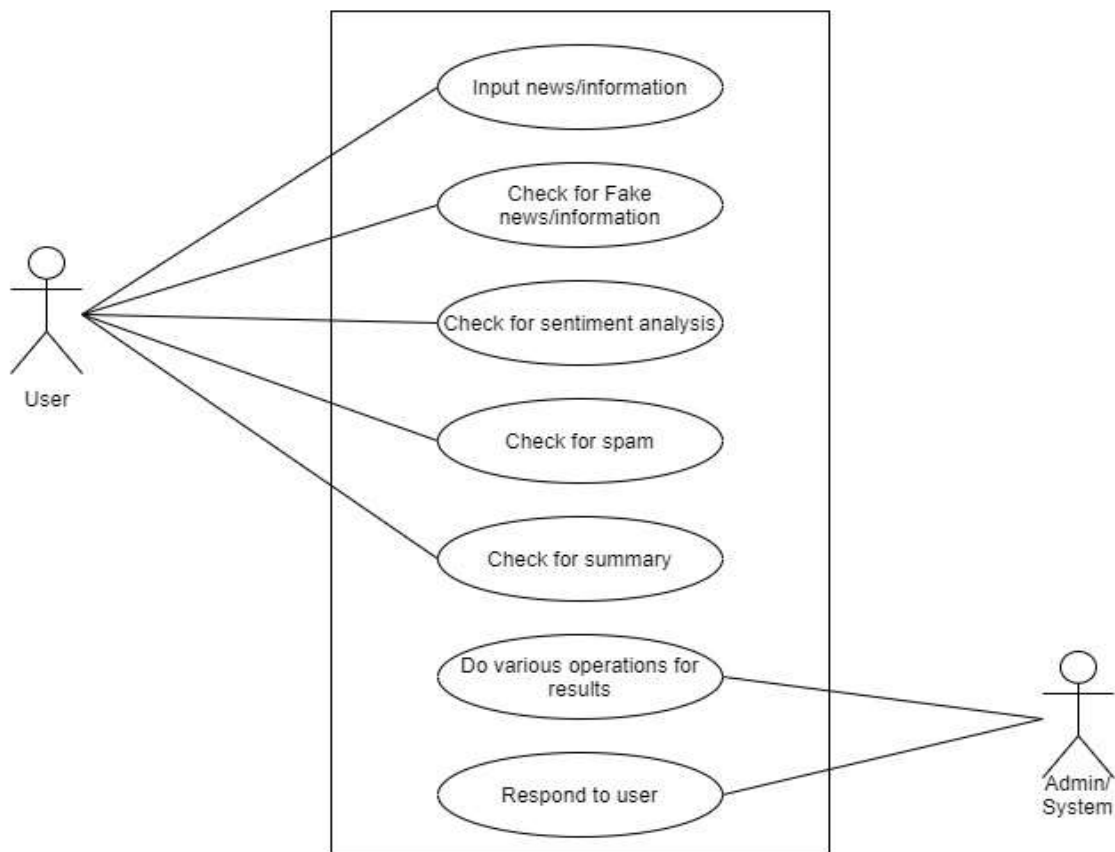 Input news/information
Check for Fake
news/information
Check for sentiment analysis
User
Check for spam
Check for summary
Do various operations for
results
Respond to user
Admin/
System